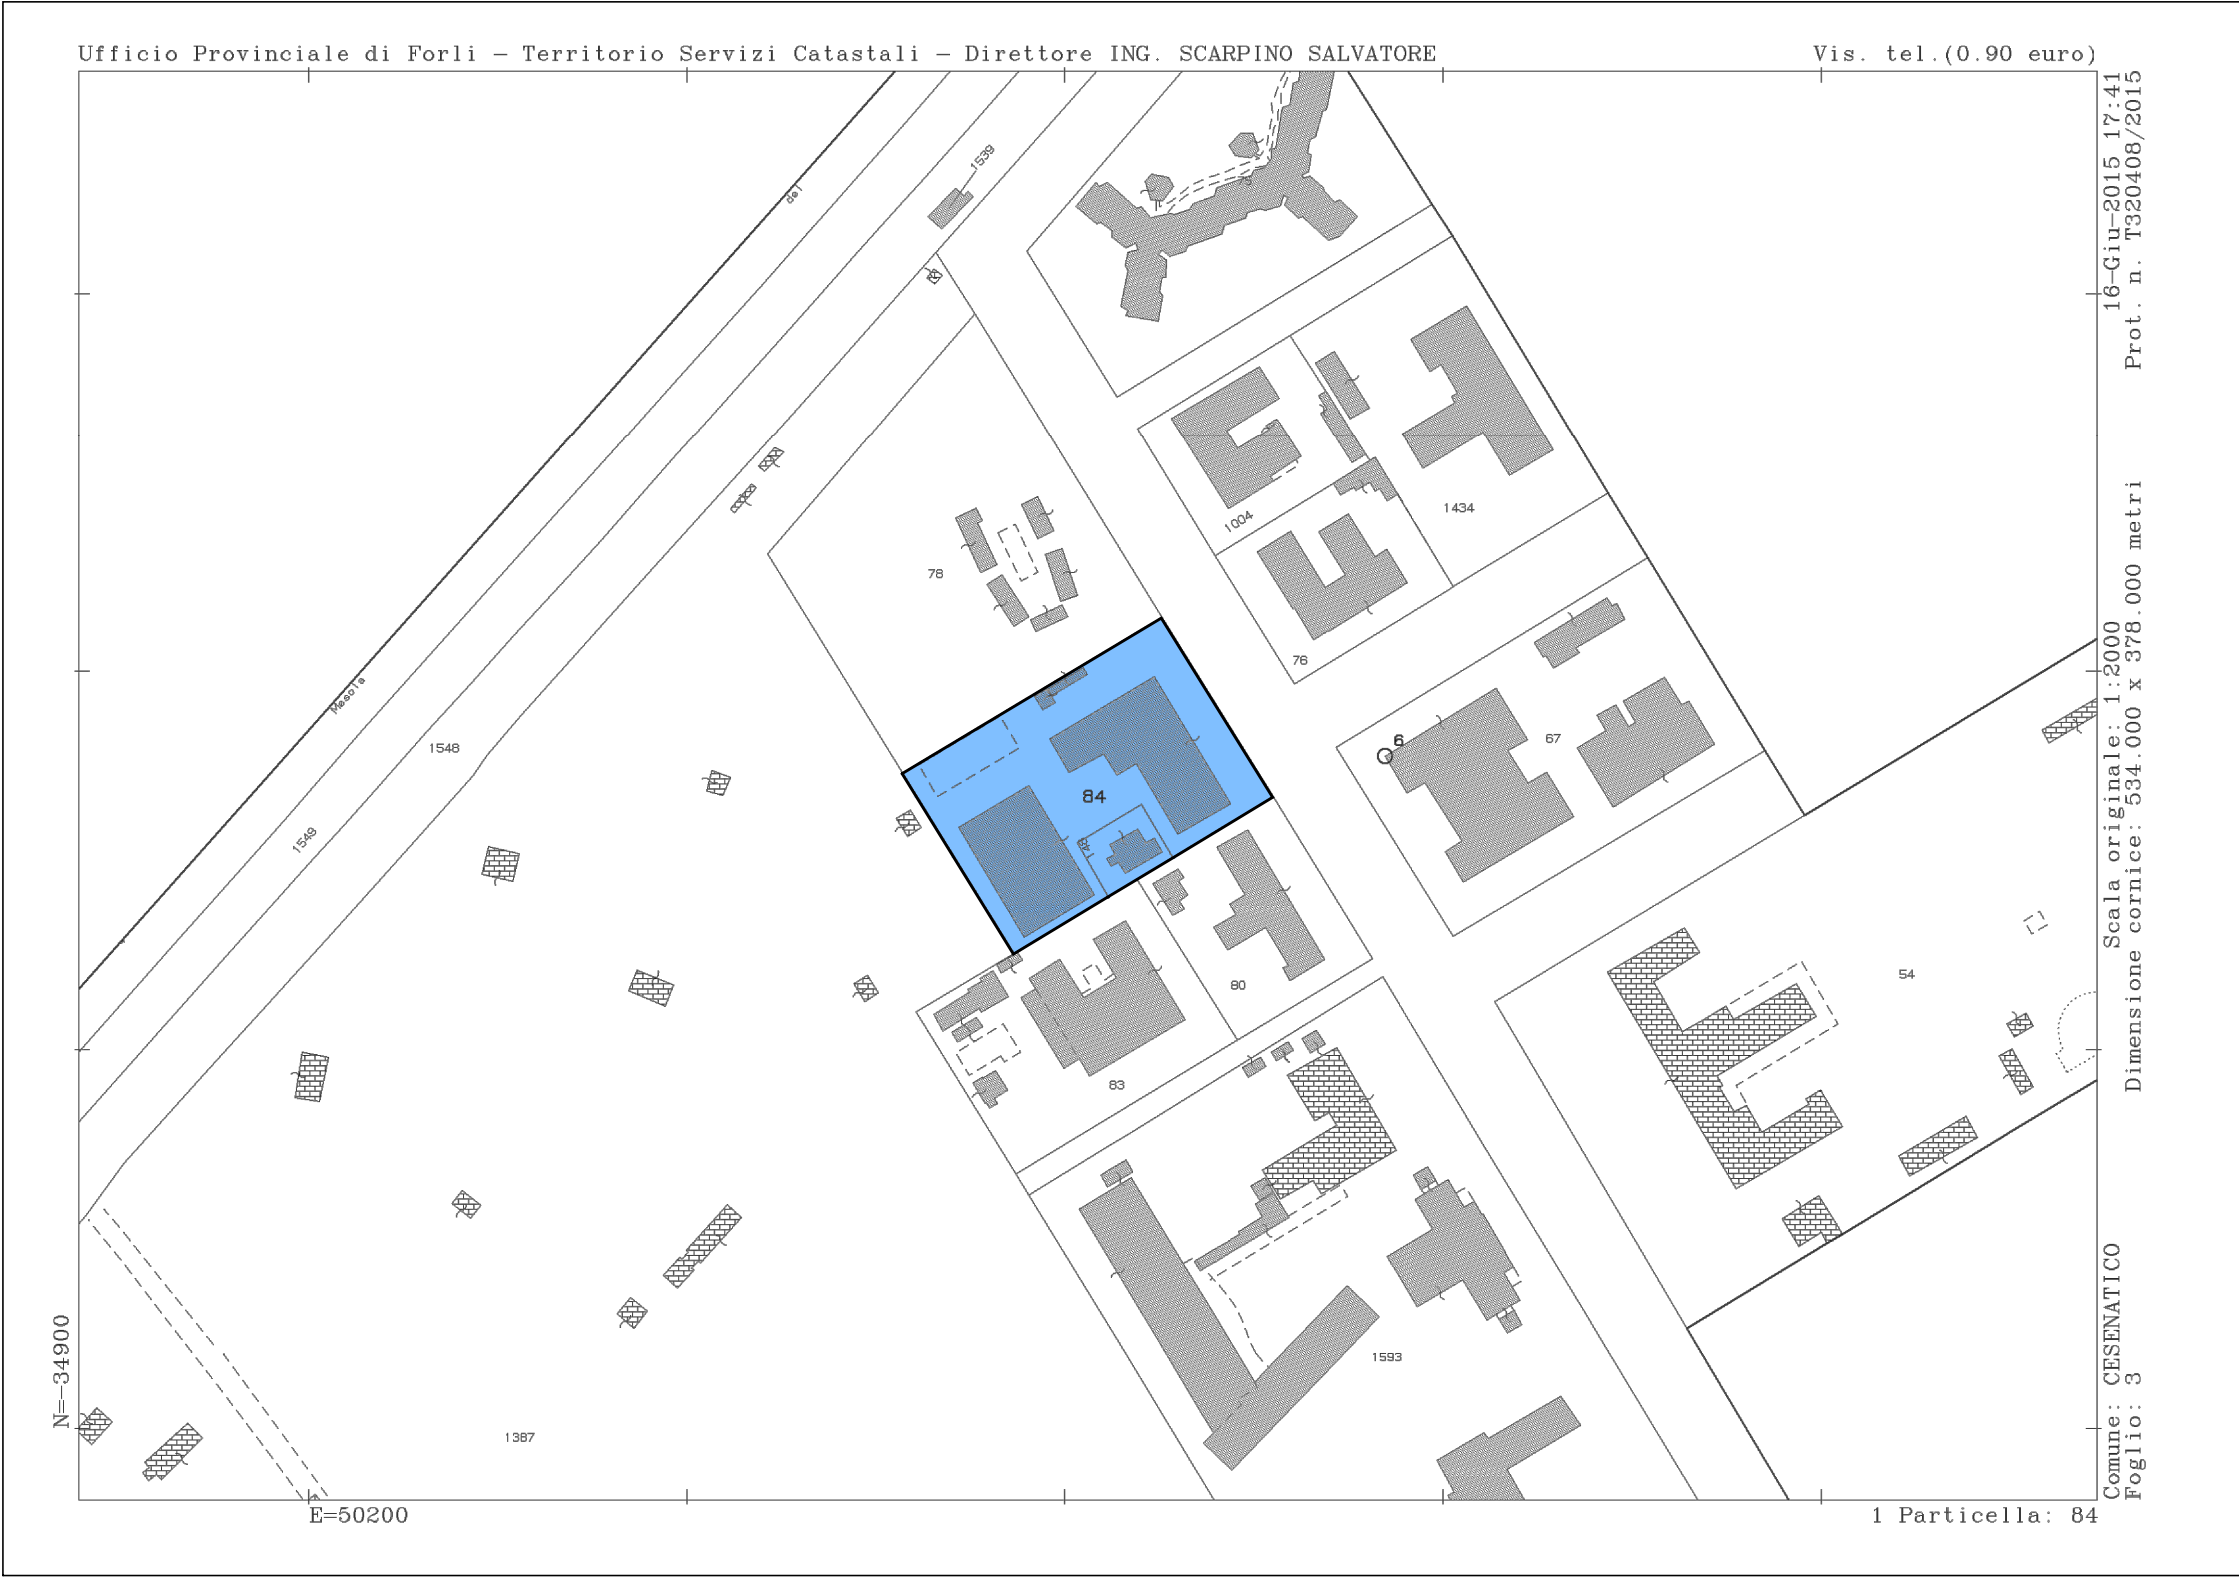 Ufficio Provinciale di Forli - Territorio Servizi Catastali - Direttore ING. SCARPINO SALVATORE
Vis. tel.(0.90 euro)
16-Giu-2015 17:41
Prot. n. T320408/2015
Scala originale: 1:2000
Dimensione cornice: 534.000 x 378.000 metri
Comune: CESENATICO
Foglio: 3
1539
del
1004
1434
78
76
Mesola
1548
6
67
84
1549
54
80
83
1593
1387
N=-34900
E=50200
1 Particella: 84